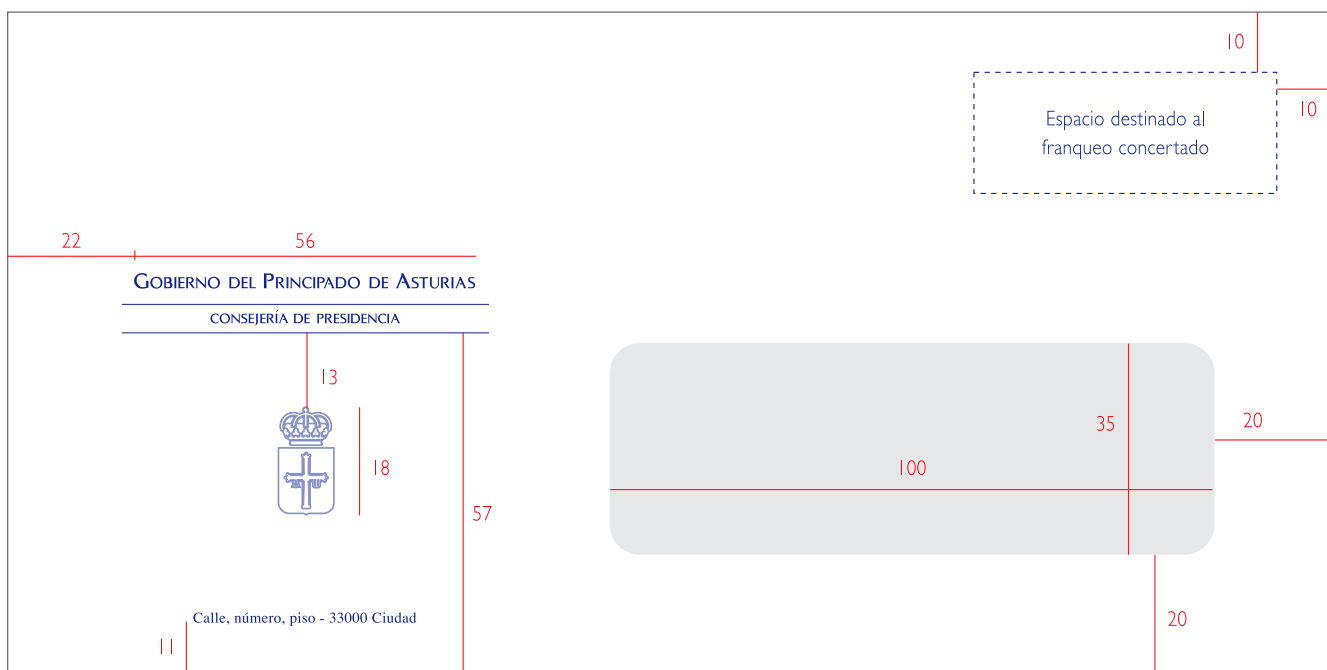 10
10
Espacio destinado al
franqueo concertado
22
56
GOBIERNO DEL PRINCIPADO DE ASTURIAS
CONSEJERÍA DE PRESIDENCIA
13
18
57
35
100
20
20
Calle, número, piso - 33000 Ciudad
11